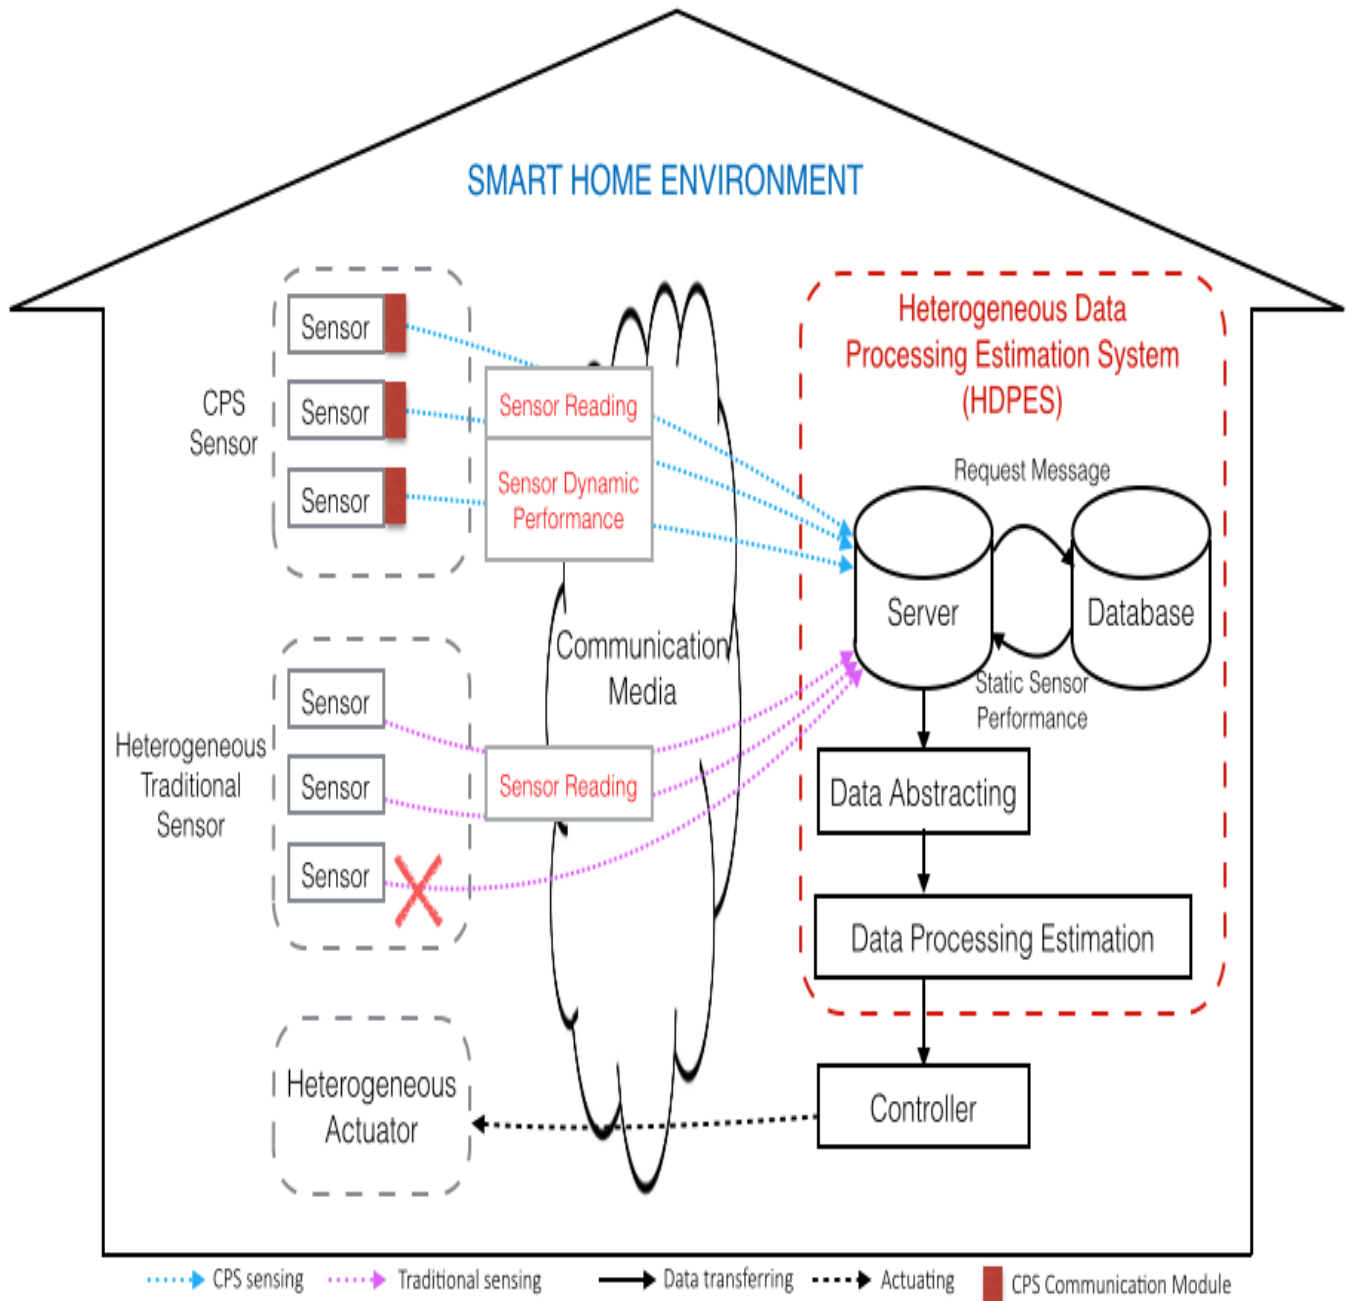 SMART HOME ENVIRONMENT
CPS
Sensor
Sensor
Sensor
Sensor
Sensor Reading
Sensor Dynamic
Performance
Heterogeneous Data
Processing Estimation System
(HDPES)
Request Message
Server
Database
Static Sensor
Performance
Communication
Media
Heterogeneous
Traditional
Sensor
Sensor
Sensor
Sensor
Sensor Reading
Data Abstracting
Data Processing Estimation
Controller
Heterogeneous
Actuator
CPS sensing
Traditional sensing
Data transferring
Actuating
CPS Communication Module